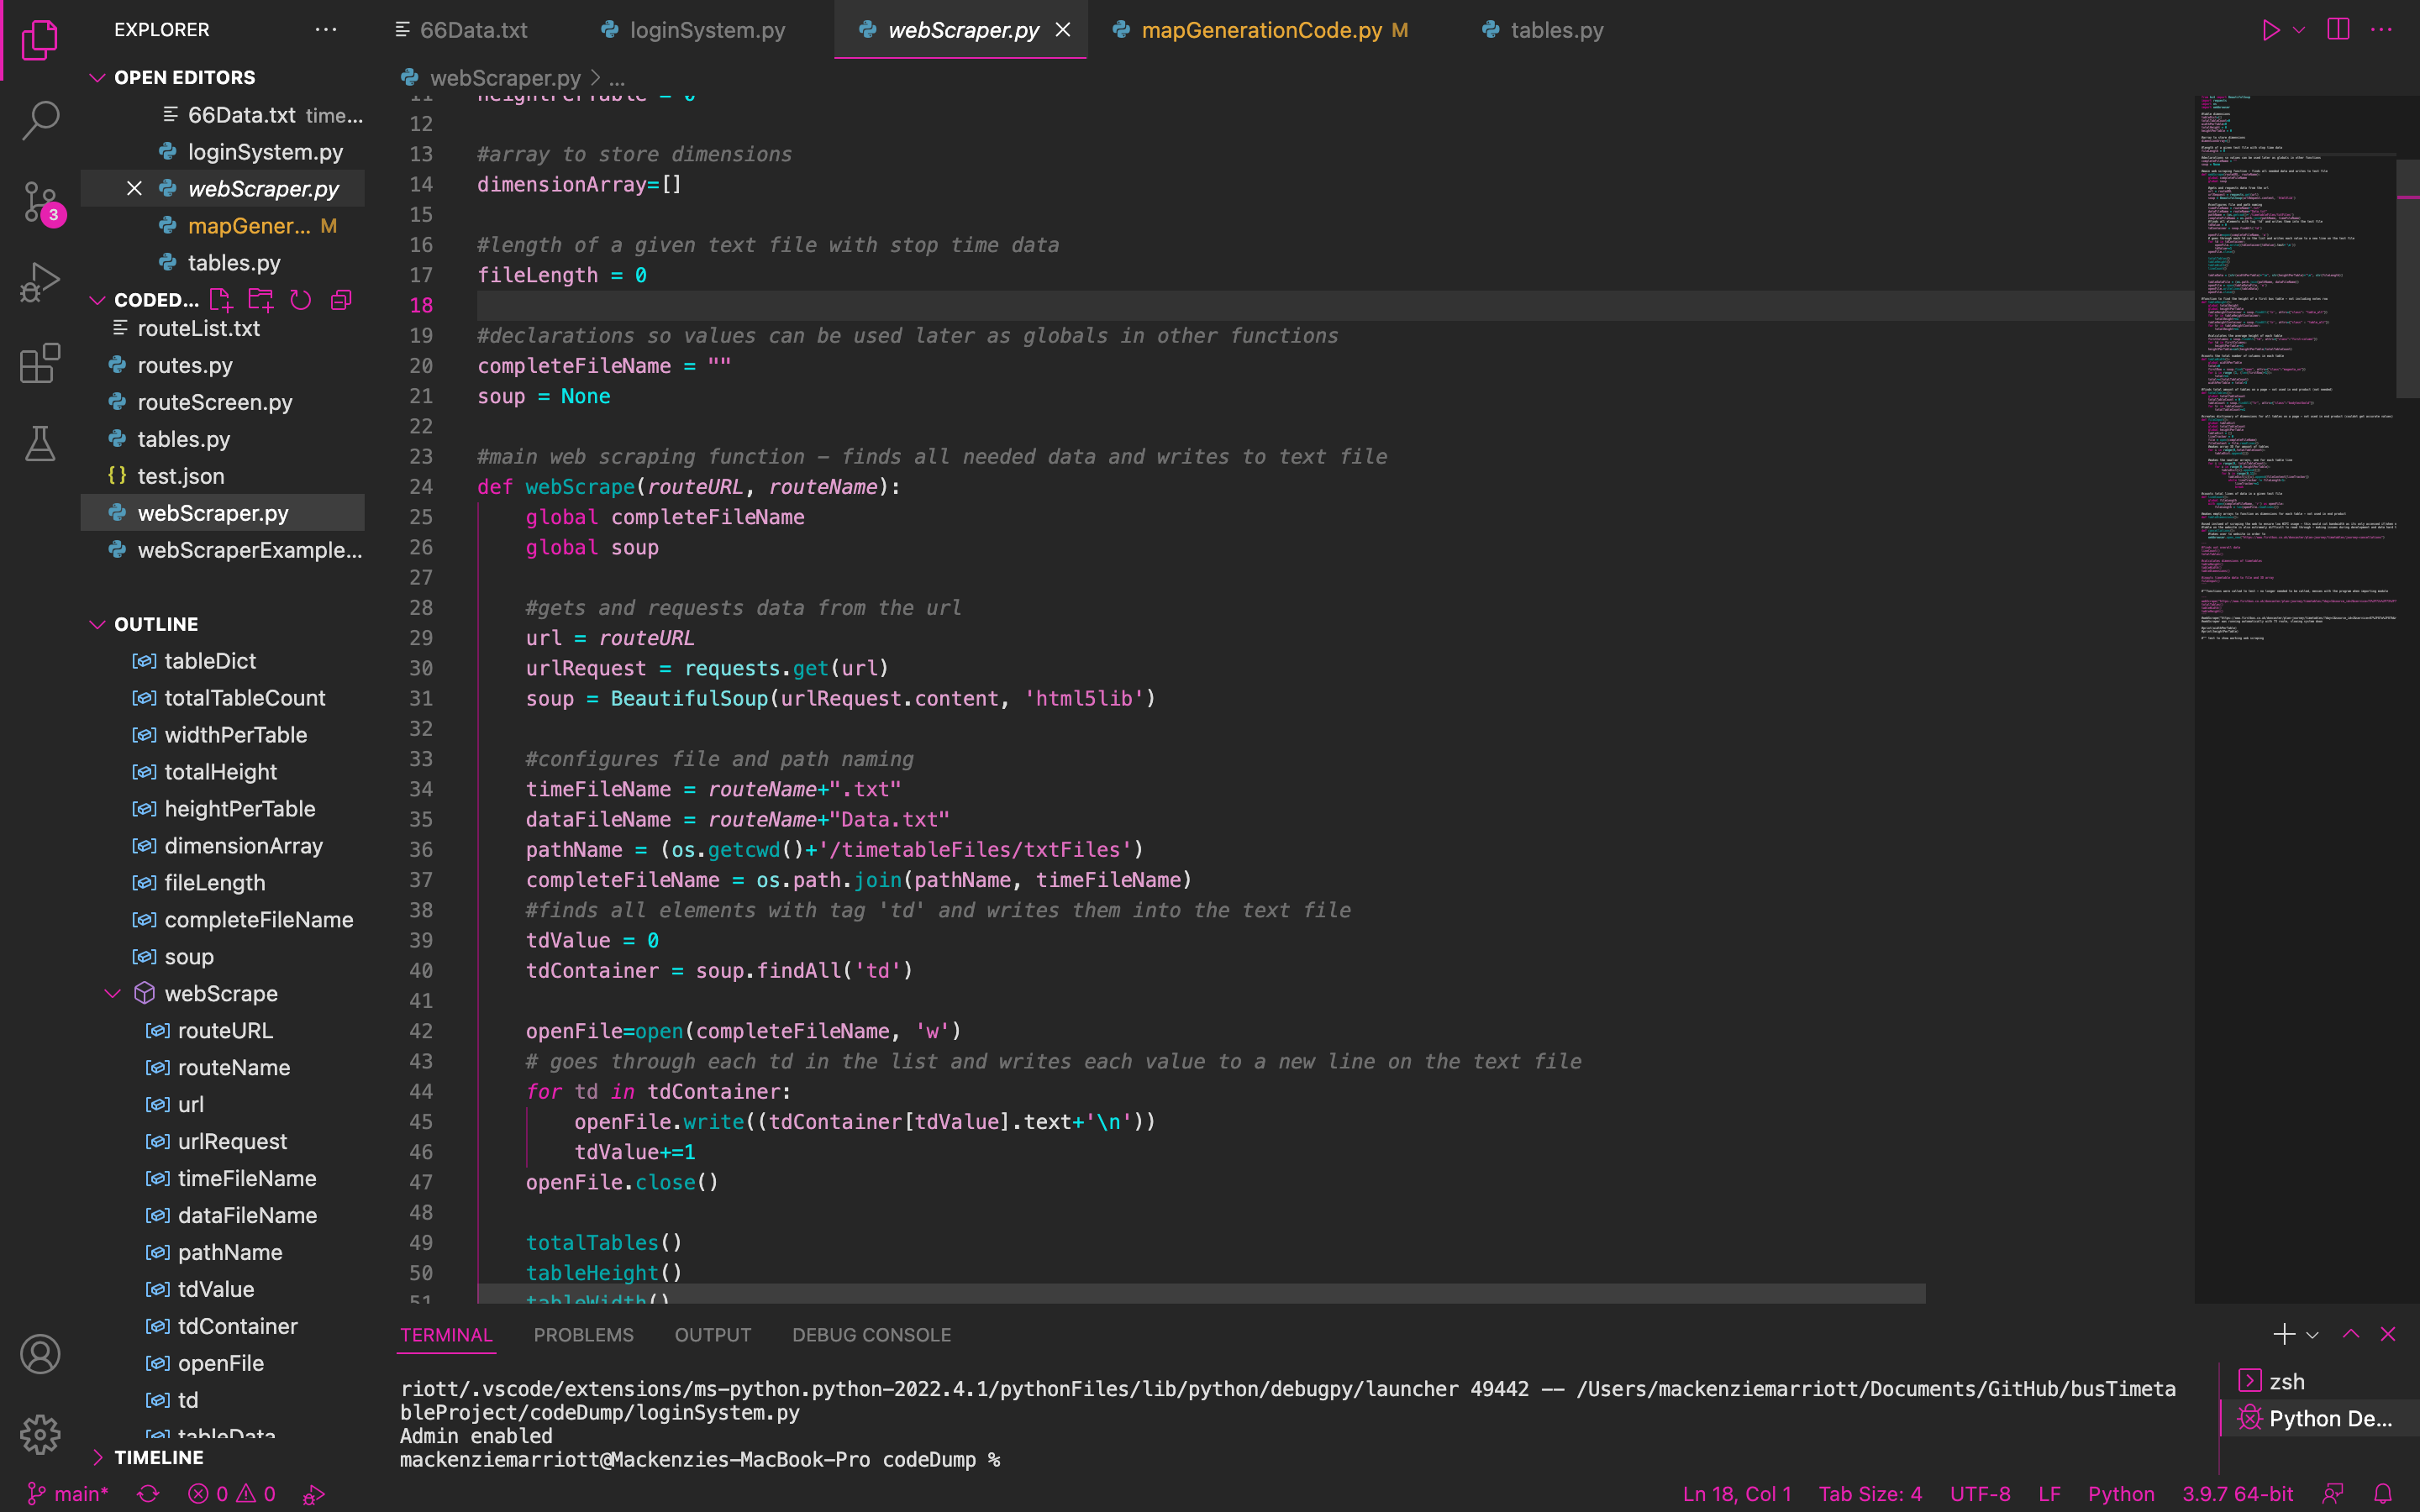 EXPLORER
OPEN EDITORS
66Data.txt time...
loginSystem.py
webScraper.py
mapGener... M
tables.py
3
CODED...
routeList.txt
routes.py
routeScreen.py
tables.py
{} test.json
webScraper.py
webScraperExample...
OUTLINE
tableDict
totalTableCount
widthPerTable
totalHeight
heightPerTable
dimensionArray
fileLength
completeFileName
soup
webScrape
routeURL
routeName
url
urlRequest
timeFileName
dataFileName
pathName
tdValue
tdContainer
openFile
td
tableData
TIMELINE
66Data.txt loginSystem.py webScraper.py mapGenerationCode.py M tables.py
webScraper.py > ...
11 heightPerTable = 0
12
13 #array to store dimensions
14 dimensionArray=[]
15
16 #length of a given text file with stop time data
17 fileLength = 0
18
19 #declarations so values can be used later as globals in other functions
20 completeFileName = ""
21 soup = None
22
23 #main web scraping function – finds all needed data and writes to text file
24 def webScrape(routeURL, routeName):
25 global completeFileName
26 global soup
27
28 #gets and requests data from the url
29 url = routeURL
30 urlRequest = requests.get(url)
31 soup = BeautifulSoup(urlRequest.content, 'html5lib')
32
33 #configures file and path naming
34 timeFileName = routeName+".txt"
35 dataFileName = routeName+"Data.txt"
36 pathName = (os.getcwd()+'/timetableFiles/txtFiles')
37 completeFileName = os.path.join(pathName, timeFileName)
38 #finds all elements with tag 'td' and writes them into the text file
39 tdValue = 0
40 tdContainer = soup.findAll('td')
41
42 openFile=open(completeFileName, 'w')
43 # goes through each td in the list and writes each value to a new line on the text file
44 for td in tdContainer:
45 openFile.write((tdContainer[tdValue].text+'\n'))
46 tdValue+=1
47 openFile.close()
48
49 totalTables()
50 tableHeight()
51 tableWidth()
TERMINAL PROBLEMS OUTPUT DEBUG CONSOLE
riott/.vscode/extensions/ms-python.python-2022.4.1/pythonFiles/lib/python/debugpy/launcher 49442 -- /Users/mackenziemarriott/Documents/GitHub/busTimeta
bleProject/codeDump/loginSystem.py
Admin enabled
mackenziemarriott@Mackenzies-MacBook-Pro codeDump %
zsh
Python De...
main* 0 0 Ln 18, Col 1 Tab Size: 4 UTF-8 LF Python 3.9.7 64-bit